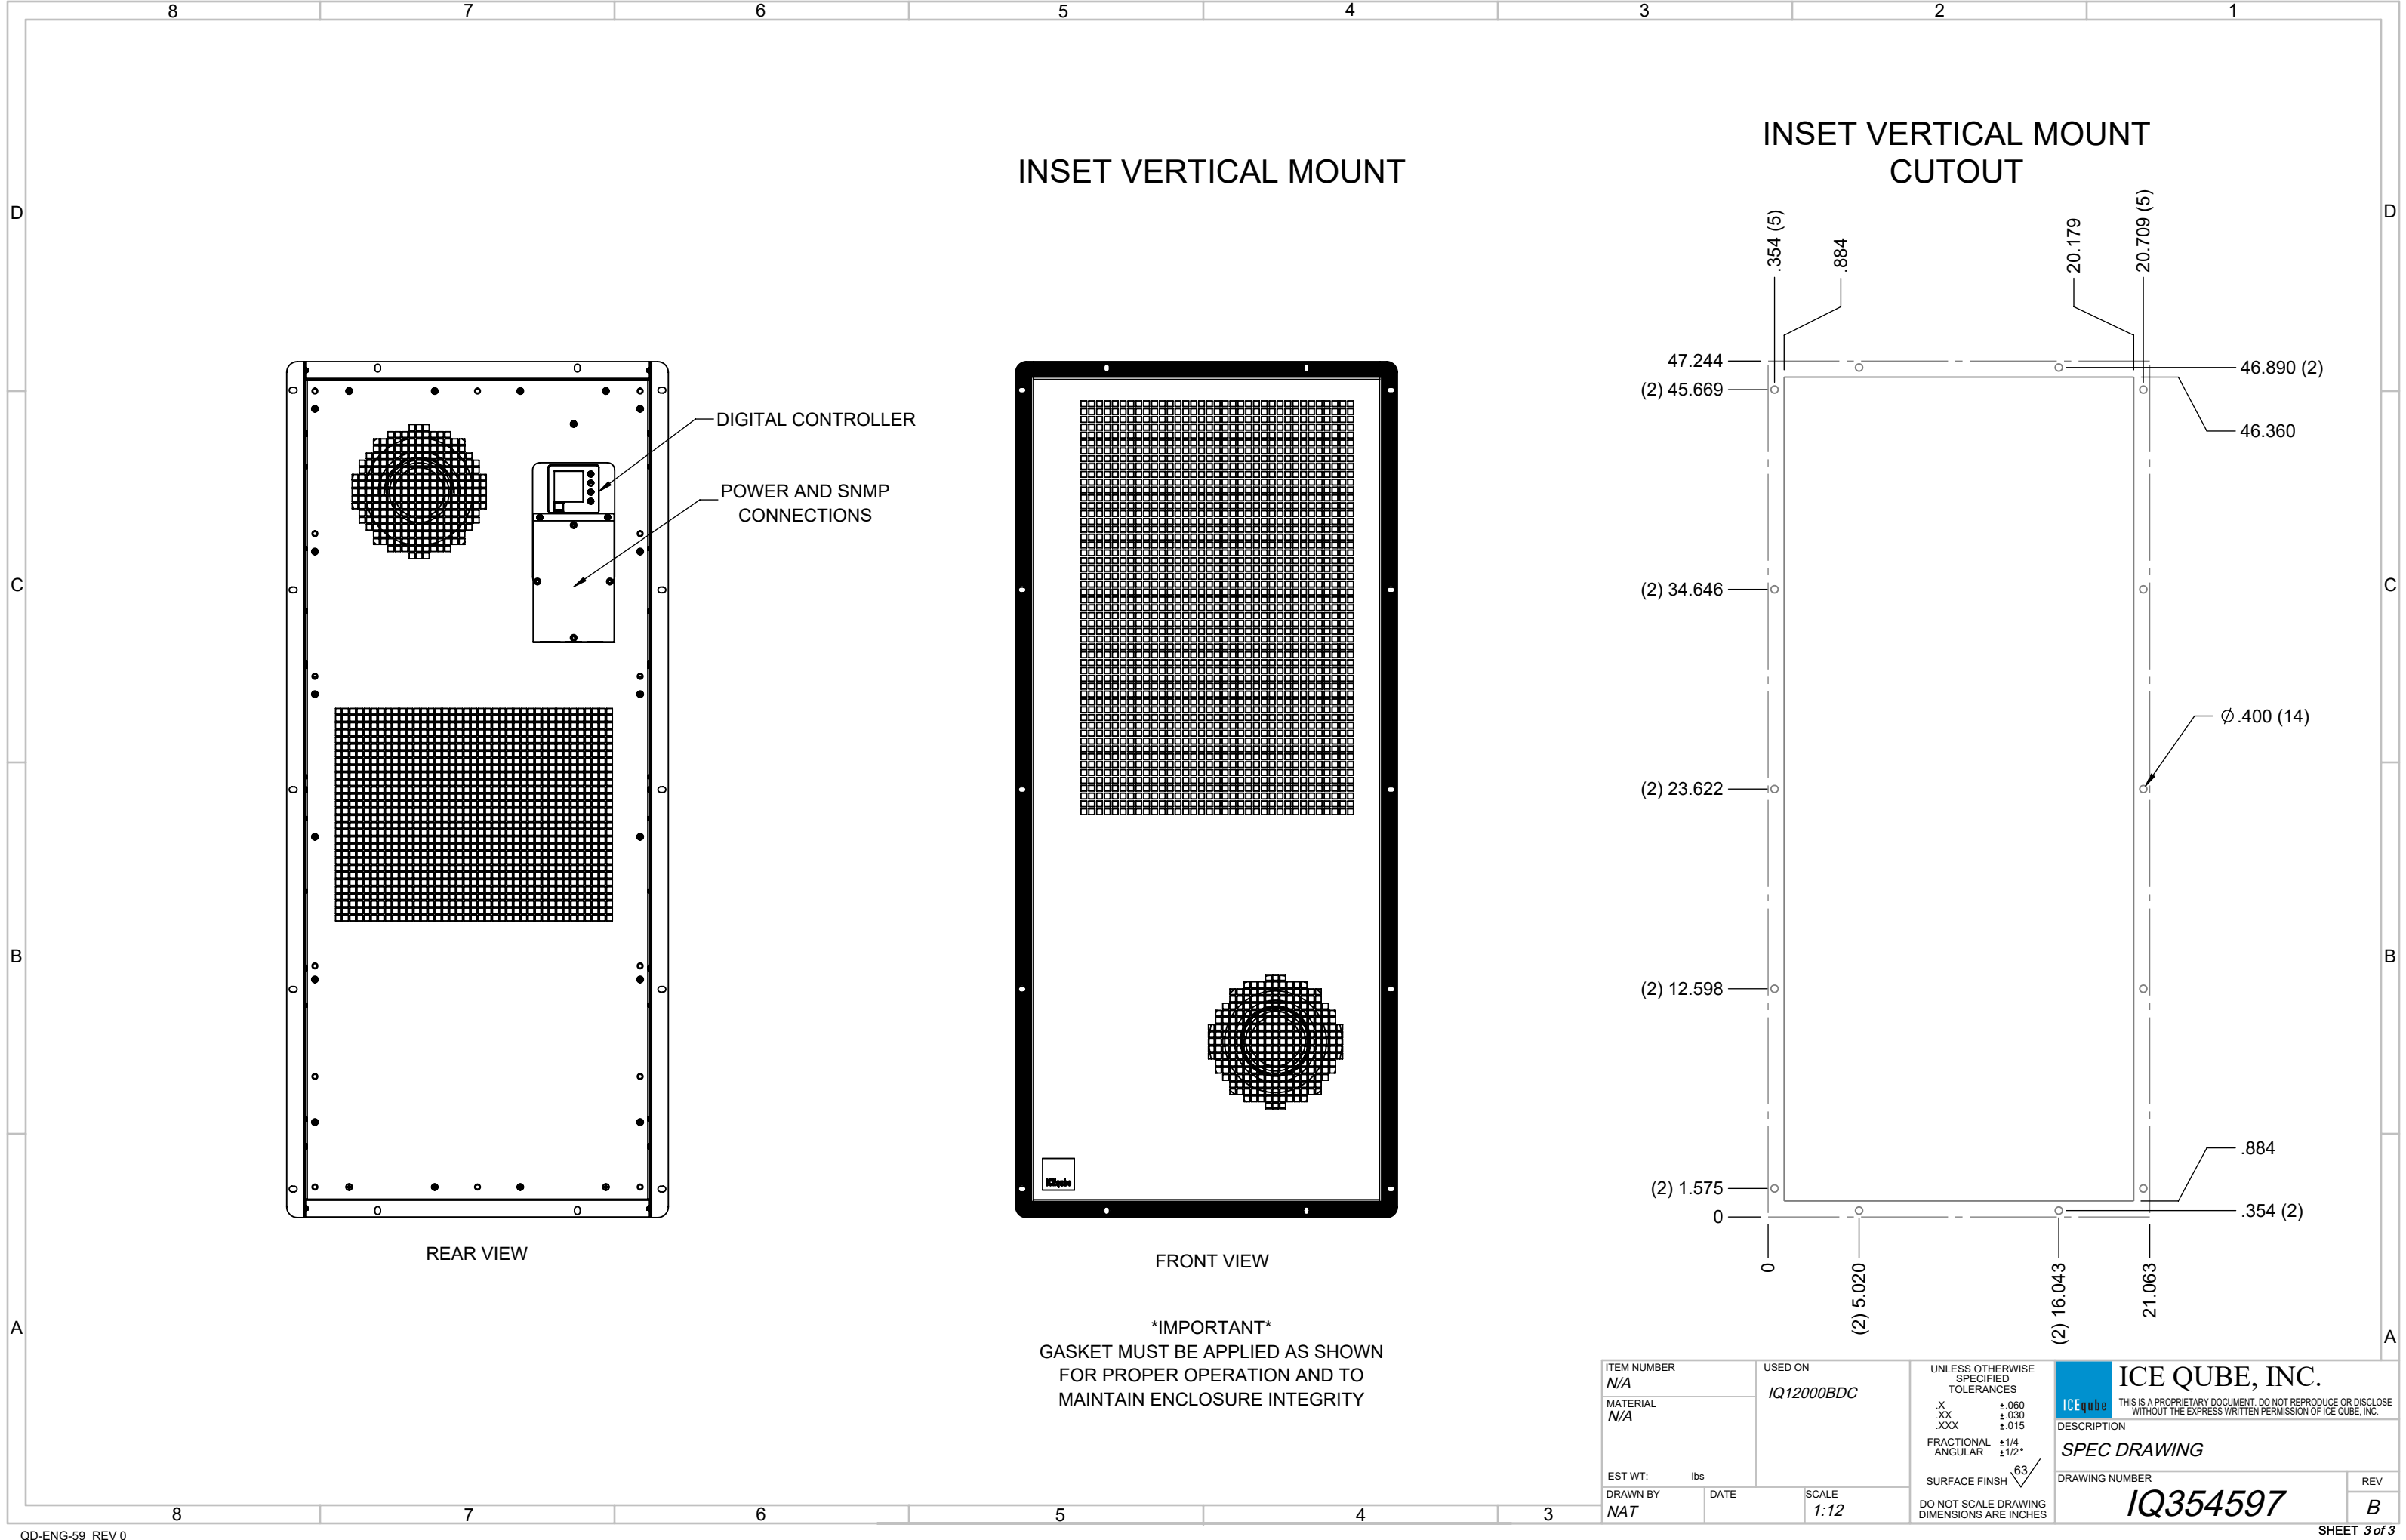 8 7 6 5 4 3 2 1
INSET VERTICAL MOUNT
INSET VERTICAL MOUNT
CUTOUT
D
D
.354 (5)
.884
20.179
20.709 (5)
47.244
(2) 45.669
46.890 (2)
46.360
DIGITAL CONTROLLER
POWER AND SNMP
CONNECTIONS
C
C
(2) 34.646
∅.400 (14)
(2) 23.622
B
B
(2) 12.598
.884
(2) 1.575
0
.354 (2)
ICEqube
REAR VIEW
FRONT VIEW
0
(2) 5.020
(2) 16.043
21.063
A
A
*IMPORTANT*
GASKET MUST BE APPLIED AS SHOWN
FOR PROPER OPERATION AND TO
MAINTAIN ENCLOSURE INTEGRITY
ITEM NUMBER
N/A
MATERIAL
N/A
EST WT: lbs
USED ON
IQ12000BDC
DRAWN BY
NAT
DATE
SCALE
1:12
UNLESS OTHERWISE
SPECIFIED
TOLERANCES
.X ±.060
.XX ±.030
.XXX ±.015
FRACTIONAL ±1/4
ANGULAR ±1/2°
SURFACE FINSH 63
DO NOT SCALE DRAWING
DIMENSIONS ARE INCHES
ICEqube
ICE QUBE, INC.
THIS IS A PROPRIETARY DOCUMENT. DO NOT REPRODUCE OR DISCLOSE
WITHOUT THE EXPRESS WRITTEN PERMISSION OF ICE QUBE, INC.
DESCRIPTION
SPEC DRAWING
DRAWING NUMBER
IQ354597
REV
B
8 7 6 5 4 3
QD-ENG-59 REV 0
SHEET 3 of 3